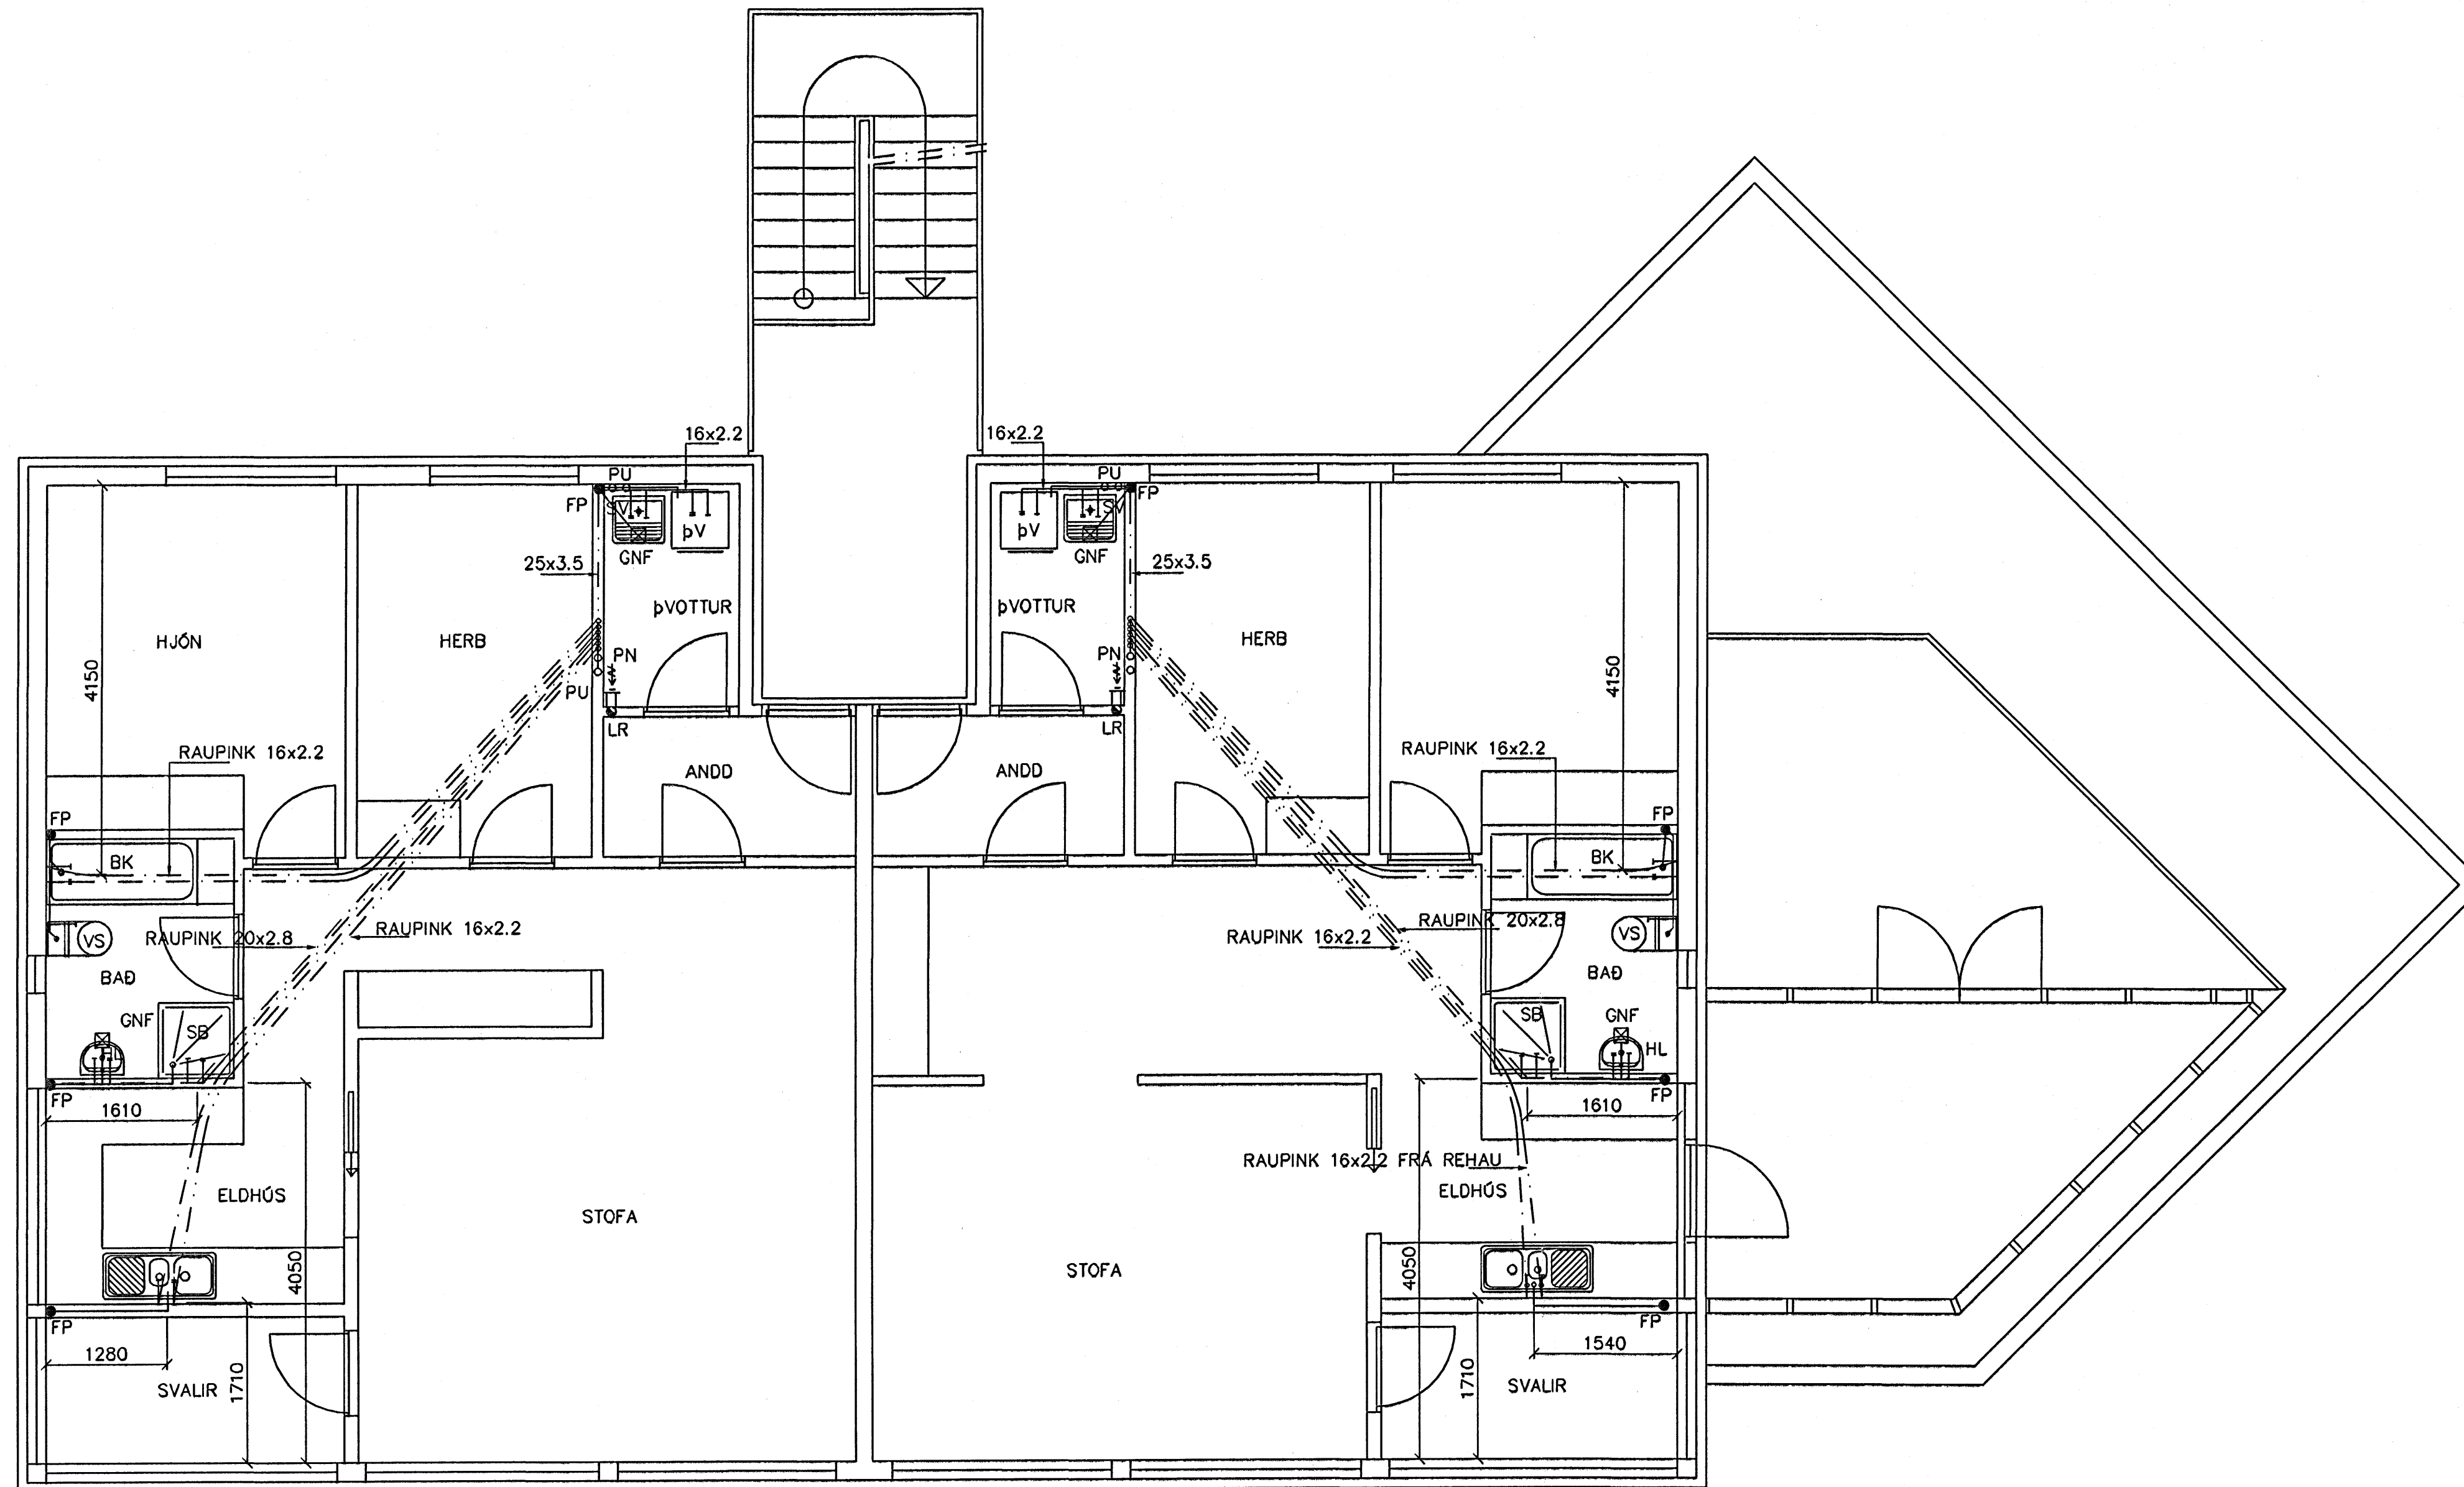 16x2.2
16x2.2
PU
PU
FP
SV
þV
GNF
þV
SV
FP
GNF
25x3.5
25x3.5
þVOTTUR
þVOTTUR
HJÓN
HERB
HERB
4150
4150
PN
PU
LR
PN
LR
RAUPINK 16x2.2
ANDD
ANDD
RAUPINK 16x2.2
FP
BK
FP
BK
VS
RAUPINK 20x2.8
RAUPINK 16x2.2
RAUPINK 16x2.2
RAUPINK 20x2.8
VS
BAÐ
BAÐ
GNF
SB
SB
GNF
HL
FP
1610
FP
1610
RAUPINK 16x2.2 FRÁ REHAU
ELDHÚS
ELDHÚS
STOFA
STOFA
4050
4050
FP
FP
1280
1540
SVALIR
1710
1710
SVALIR